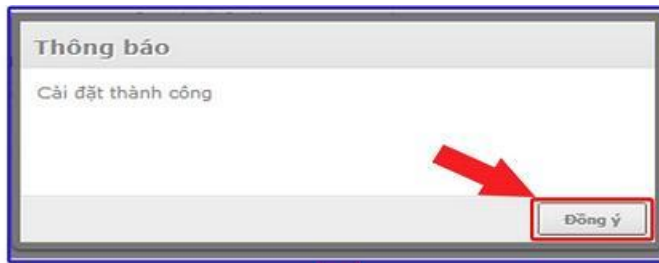 Thông báo
Cài đặt thành công
Đồng ý